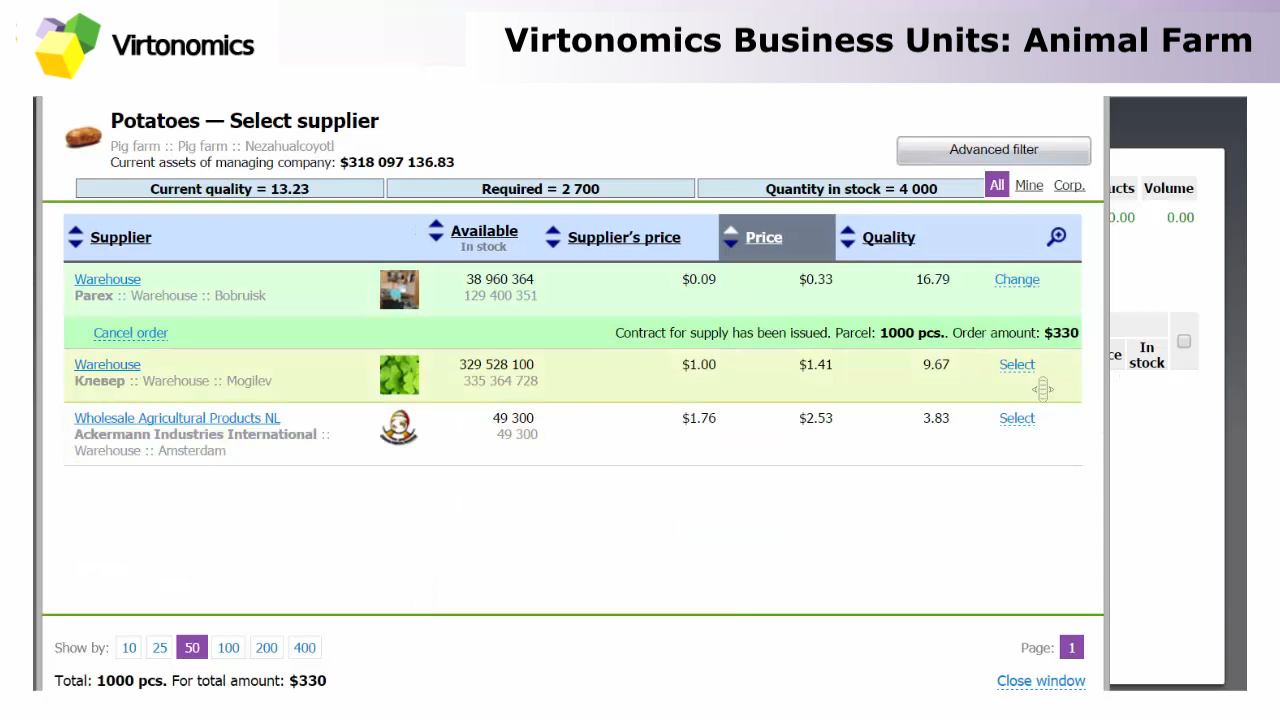 Virtonomics
Virtonomics Business Units: Animal Farm
Potatoes — Select supplier
Pig farm :: Pig farm :: Nezahualcoyotl
Current assets of managing company: $318 097 136.83
Advanced filter
Current quality = 13.23 Required = 2 700 Quantity in stock = 4 000 All Mine Corp.
ucts Volume
0.00 0.00
Supplier Available Supplier's price Price Quality
In stock
Warehouse 38 960 364 $0.09 $0.33 16.79 Change
Parex :: Warehouse :: Bobruisk 129 400 351
Cancel order Contract for supply has been issued. Parcel: 1000 pcs.. Order amount: $330
ce In stock
Warehouse 329 528 100 $1.00 $1.41 9.67 Select
Клевер :: Warehouse :: Mogilev 335 364 728
Wholesale Agricultural Products NL 49 300 $1.76 $2.53 3.83 Select
Ackermann Industries International :: 49 300
Warehouse :: Amsterdam
Show by: 10 25 50 100 200 400 Page: 1
Total: 1000 pcs. For total amount: $330 Close window